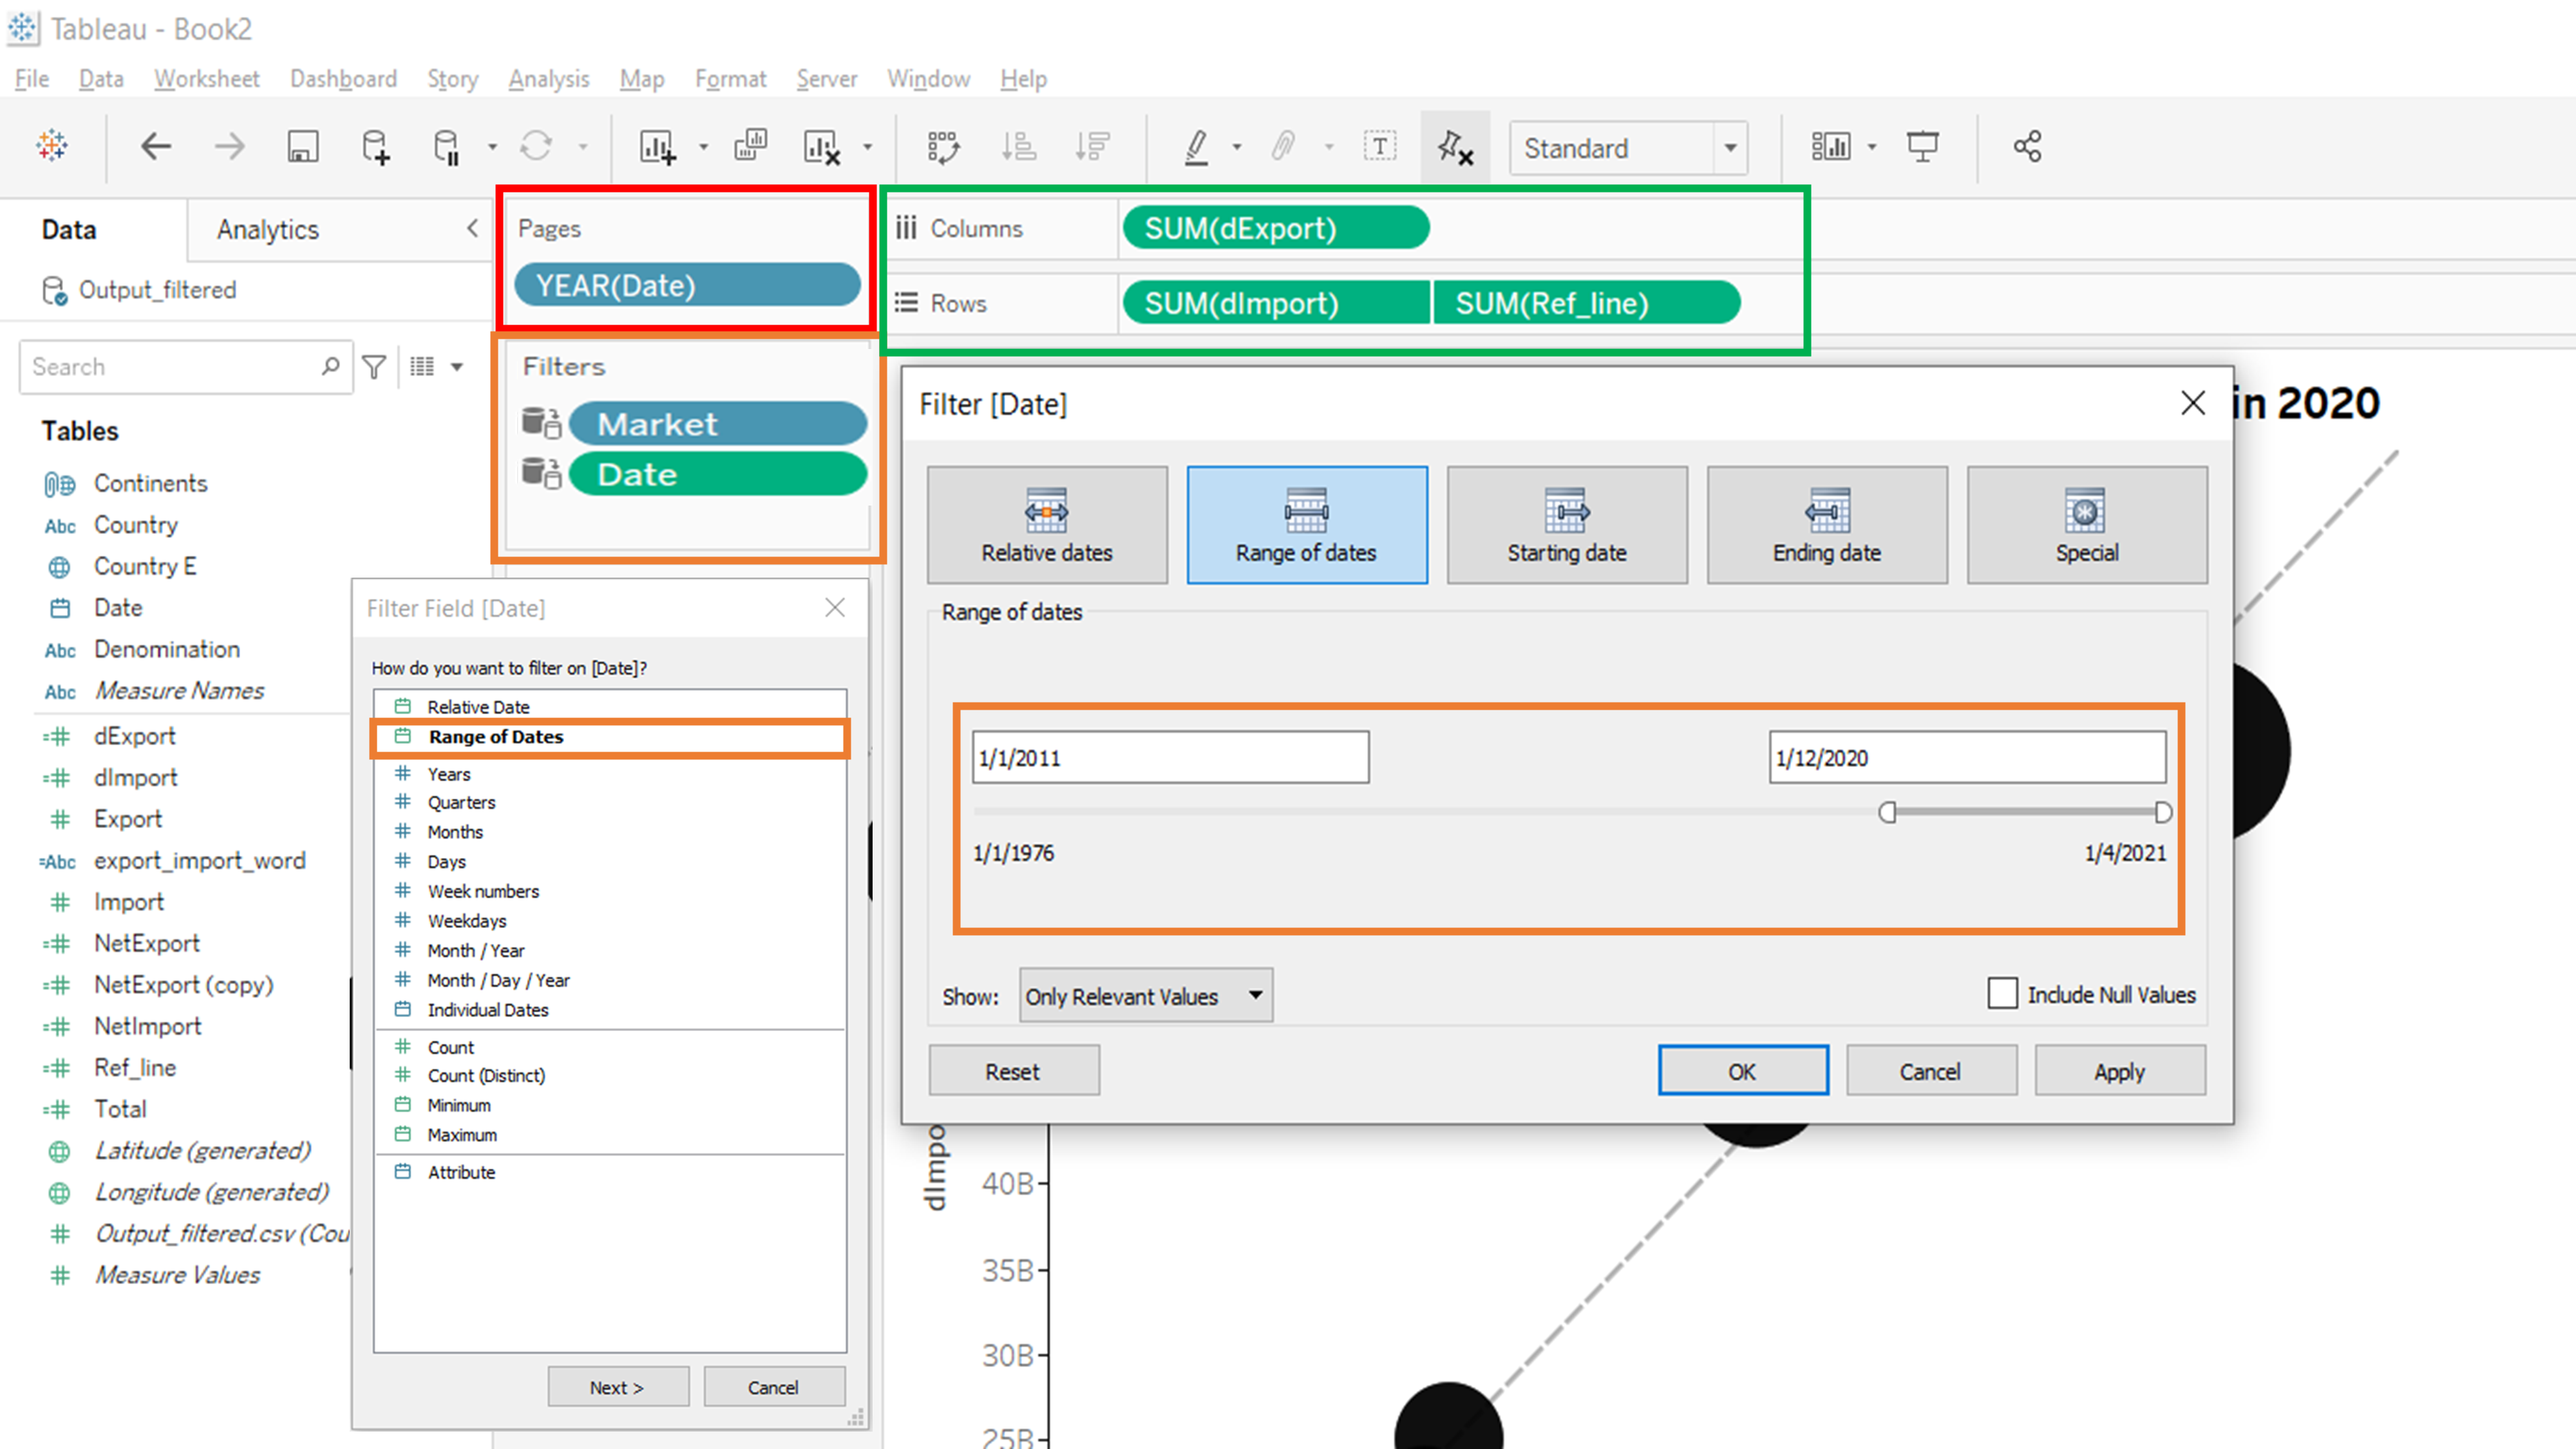 Tableau - Book2
File Data Worksheet Dashboard Story Analysis Map Format Server Window Help
Standard
Data Analytics
Output_filtered
Search
Tables
Continents
Abc Country
Country E
Date
Abc Denomination
Abc Measure Names
dExport
dImport
Export
=Abc export_import_word
Import
NetExport
NetExport (copy)
NetImport
Ref_line
Total
Latitude (generated)
Longitude (generated)
Output_filtered.csv (Cou
Measure Values
Pages
YEAR(Date)
Filters
Market
Date
Columns SUM(dExport)
Rows SUM(dImport) SUM(Ref_line)
Filter Field [Date]
How do you want to filter on [Date]?
Relative Date
Range of Dates
Years
Quarters
Months
Days
Week numbers
Weekdays
Month / Year
Month / Day / Year
Individual Dates
Count
Count (Distinct)
Minimum
Maximum
Attribute
Next > Cancel
Filter [Date]
Relative dates Range of dates Starting date Ending date Special
Range of dates
1/1/2011 1/12/2020
1/1/1976 1/4/2021
Show: Only Relevant Values Include Null Values
Reset OK Cancel Apply
in 2020
dImpo
40B
35B
30B
25B